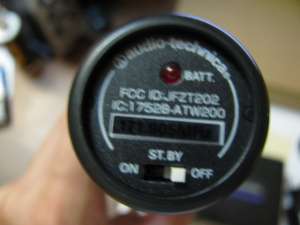 audio-technica
BATT.
FCC ID:JFZT202
IC:1752B-ATW200
ST.BY
ON OFF